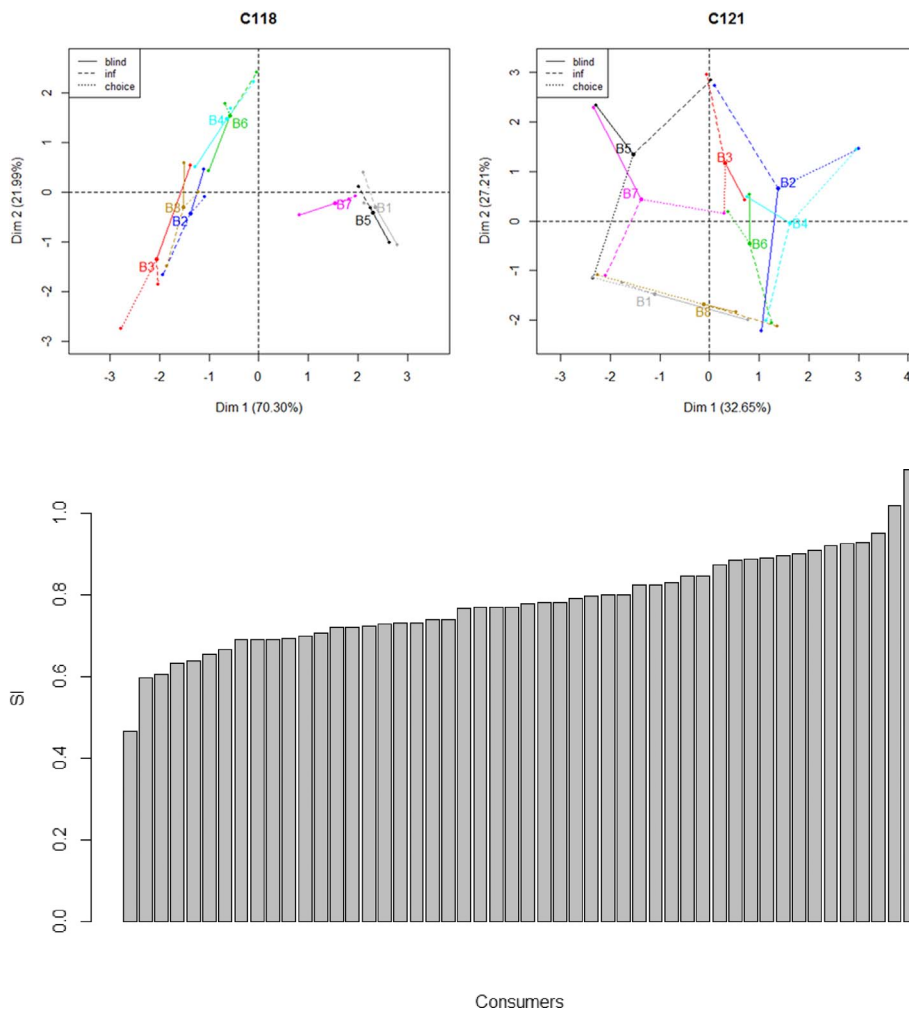 C118
blind
inf
choice
2
1
0
-1
-2
-3
Dim 2 (21.99%)
B4
B6
B3
B2
B3
B7
B5
B1
-3
-2
-1
0
1
2
3
Dim 1 (70.30%)
C121
blind
inf
choice
3
2
1
0
-1
-2
Dim 2 (27.21%)
B5
B3
B7
B2
B4
B6
B1
B8
-3
-2
-1
0
1
2
3
4
Dim 1 (32.65%)
1.0
0.8
0.6
0.4
0.2
0.0
SI
Consumers